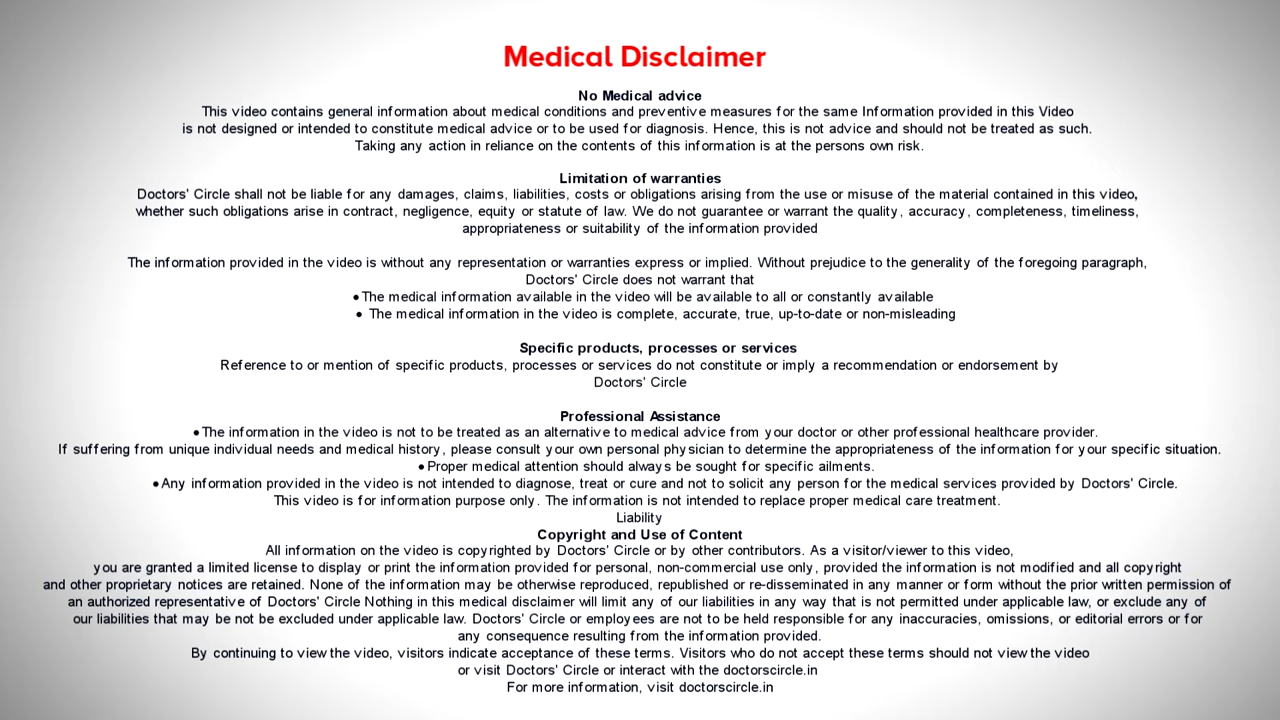 Medical Disclaimer
No Medical advice
This video contains general information about medical conditions and preventive measures for the same Information provided in this Video
is not designed or intended to constitute medical advice or to be used for diagnosis. Hence, this is not advice and should not be treated as such.
Taking any action in reliance on the contents of this information is at the persons own risk.
Limitation of warranties
Doctors' Circle shall not be liable for any damages, claims, liabilities, costs or obligations arising from the use or misuse of the material contained in this video,
whether such obligations arise in contract, negligence, equity or statute of law. We do not guarantee or warrant the quality, accuracy, completeness, timeliness,
appropriateness or suitability of the information provided
The information provided in the video is without any representation or warranties express or implied. Without prejudice to the generality of the foregoing paragraph,
Doctors' Circle does not warrant that
•The medical information available in the video will be available to all or constantly available
• The medical information in the video is complete, accurate, true, up-to-date or non-misleading
Specific products, processes or services
Reference to or mention of specific products, processes or services do not constitute or imply a recommendation or endorsement by
Doctors' Circle
Professional Assistance
•The information in the video is not to be treated as an alternative to medical advice from your doctor or other professional healthcare provider.
If suffering from unique individual needs and medical history, please consult your own personal physician to determine the appropriateness of the information for your specific situation.
•Proper medical attention should always be sought for specific ailments.
•Any information provided in the video is not intended to diagnose, treat or cure and not to solicit any person for the medical services provided by Doctors' Circle.
This video is for information purpose only. The information is not intended to replace proper medical care treatment.
Liability
Copyright and Use of Content
All information on the video is copyrighted by Doctors' Circle or by other contributors. As a visitor/viewer to this video,
you are granted a limited license to display or print the information provided for personal, non-commercial use only, provided the information is not modified and all copyright
and other proprietary notices are retained. None of the information may be otherwise reproduced, republished or re-disseminated in any manner or form without the prior written permission of
an authorized representative of Doctors' Circle Nothing in this medical disclaimer will limit any of our liabilities in any way that is not permitted under applicable law, or exclude any of
our liabilities that may be not be excluded under applicable law. Doctors' Circle or employees are not to be held responsible for any inaccuracies, omissions, or editorial errors or for
any consequence resulting from the information provided.
By continuing to view the video, visitors indicate acceptance of these terms. Visitors who do not accept these terms should not view the video
or visit Doctors' Circle or interact with the doctorscircle.in
For more information, visit doctorscircle.in